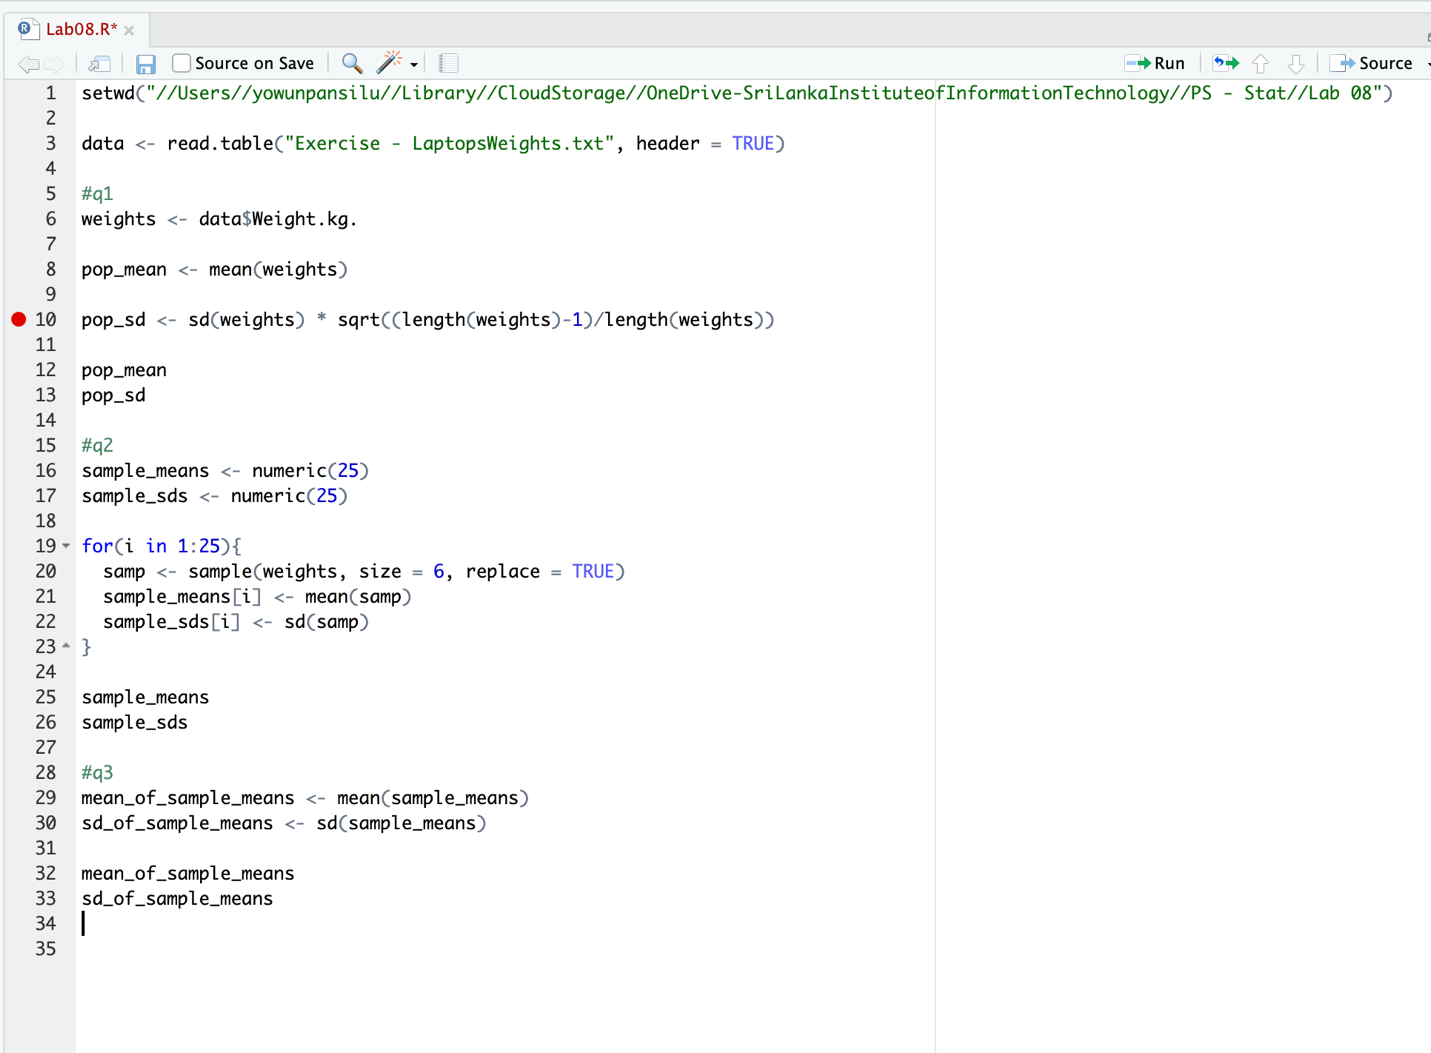 Lab08.R*
Source on Save
Run
Source
1 setwd("//Users//yowunpansilu//Library//CloudStorage//OneDrive-SriLankaInstituteofInformationTechnology//PS - Stat//Lab 08")
2
3 data <- read.table("Exercise - LaptopsWeights.txt", header = TRUE)
4
5 #q1
6 weights <- data$Weight.kg.
7
8 pop_mean <- mean(weights)
9
10 pop_sd <- sd(weights) * sqrt((length(weights)-1)/length(weights))
11
12 pop_mean
13 pop_sd
14
15 #q2
16 sample_means <- numeric(25)
17 sample_sds <- numeric(25)
18
19 for(i in 1:25){
20   samp <- sample(weights, size = 6, replace = TRUE)
21   sample_means[i] <- mean(samp)
22   sample_sds[i] <- sd(samp)
23 }
24
25 sample_means
26 sample_sds
27
28 #q3
29 mean_of_sample_means <- mean(sample_means)
30 sd_of_sample_means <- sd(sample_means)
31
32 mean_of_sample_means
33 sd_of_sample_means
34
35